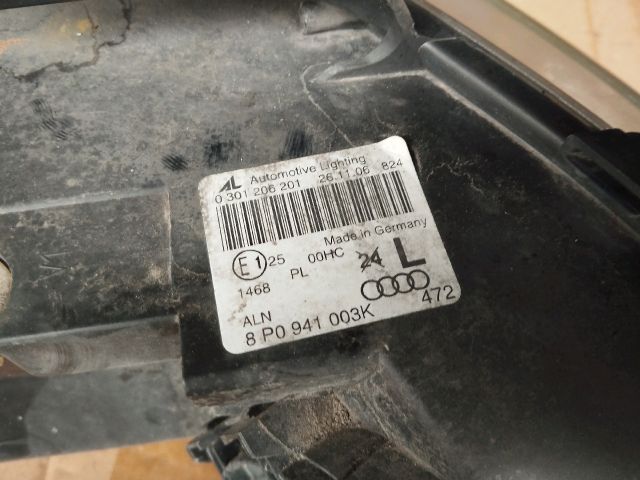 AL Automotive Lighting
0 301 206 201 26.11.06 824
Made in Germany
E1 25 00HC 24 L
1468 PL
ALN 472
8 P0 941 003K